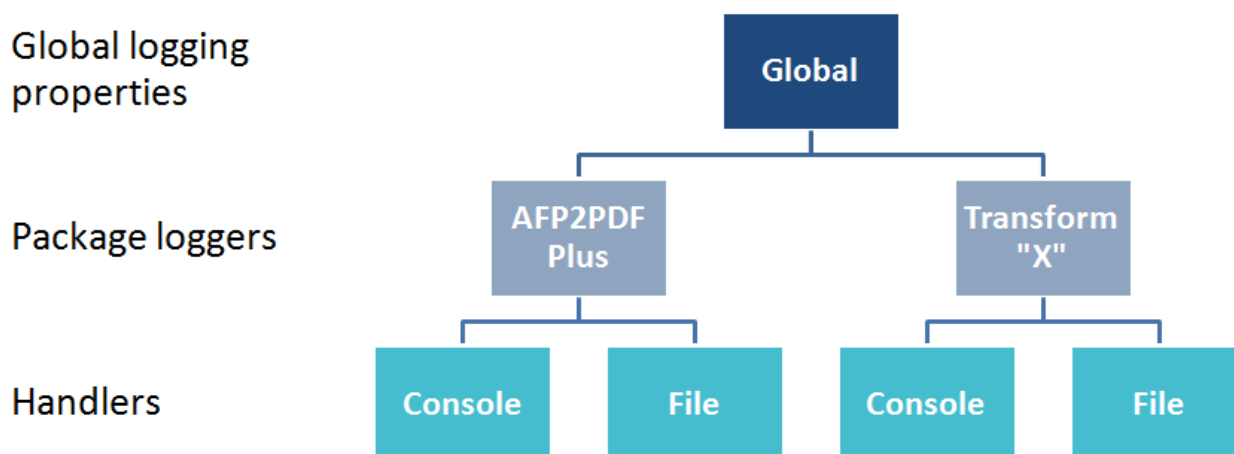 Global logging
properties
Global
Package loggers
AFP2PDF
Plus
Transform
"X"
Handlers
Console
File
Console
File